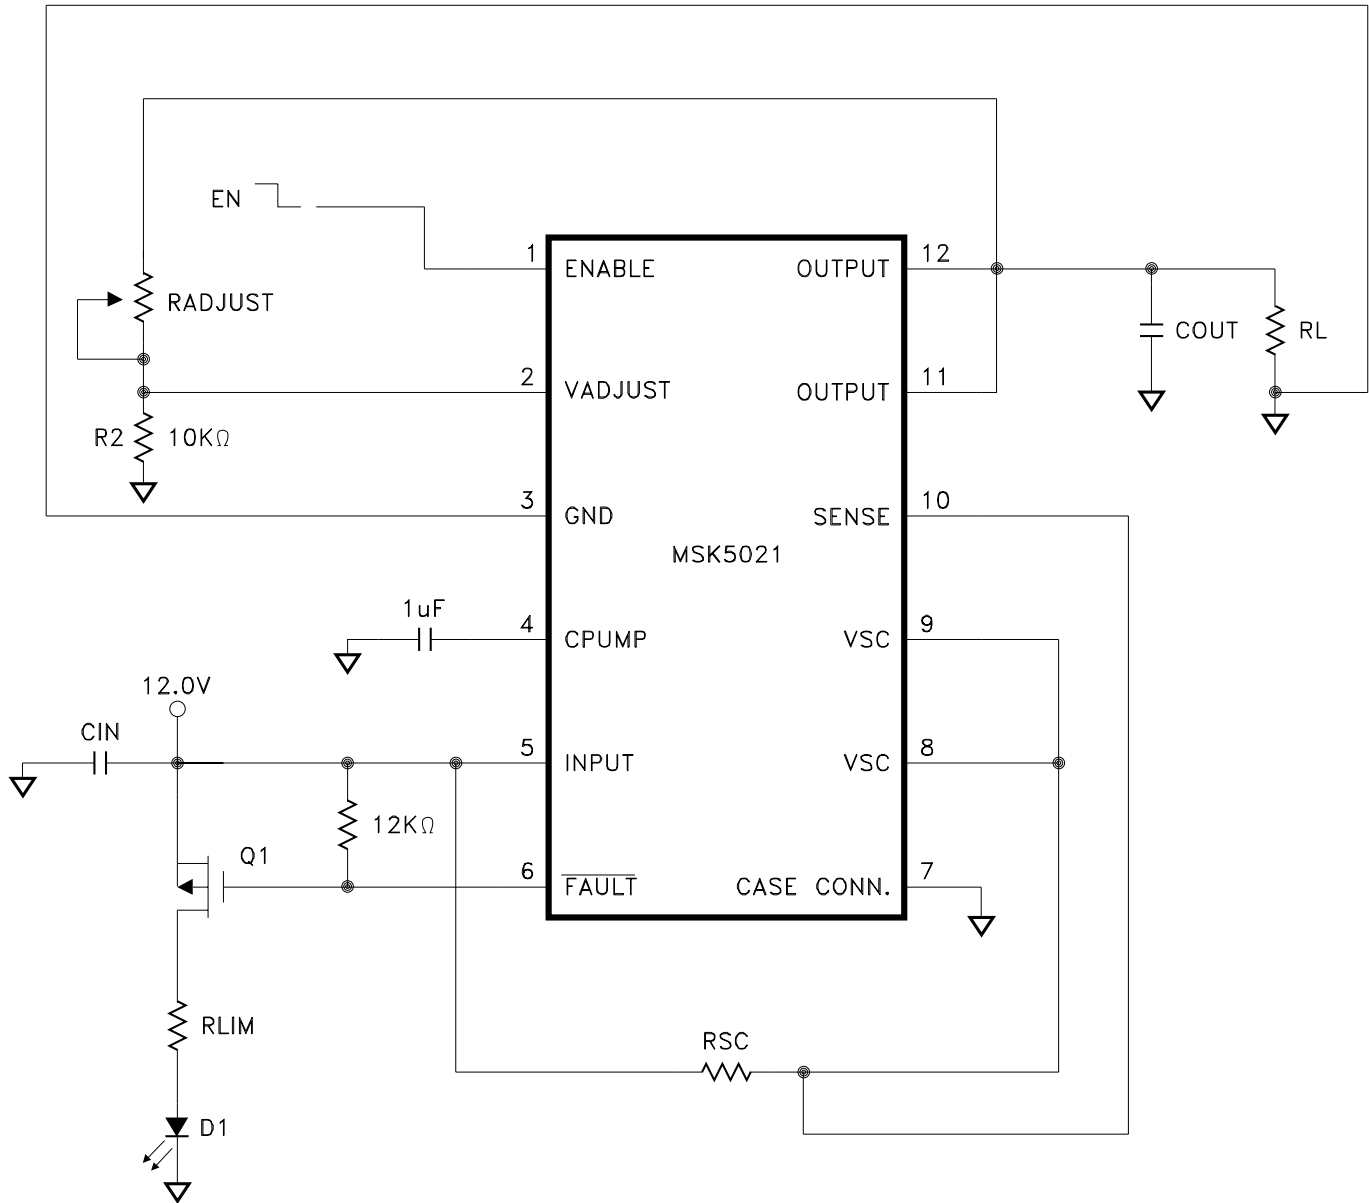 EN
1
ENABLE
OUTPUT
12
RADJUST
COUT
RL
2
VADJUST
OUTPUT
11
R2 10KΩ
3
GND
SENSE
10
MSK5021
1uF
4
CPUMP
VSC
9
12.0V
CIN
5
INPUT
VSC
8
12KΩ
Q1
6
FAULT
CASE CONN.
7
RLIM
RSC
D1